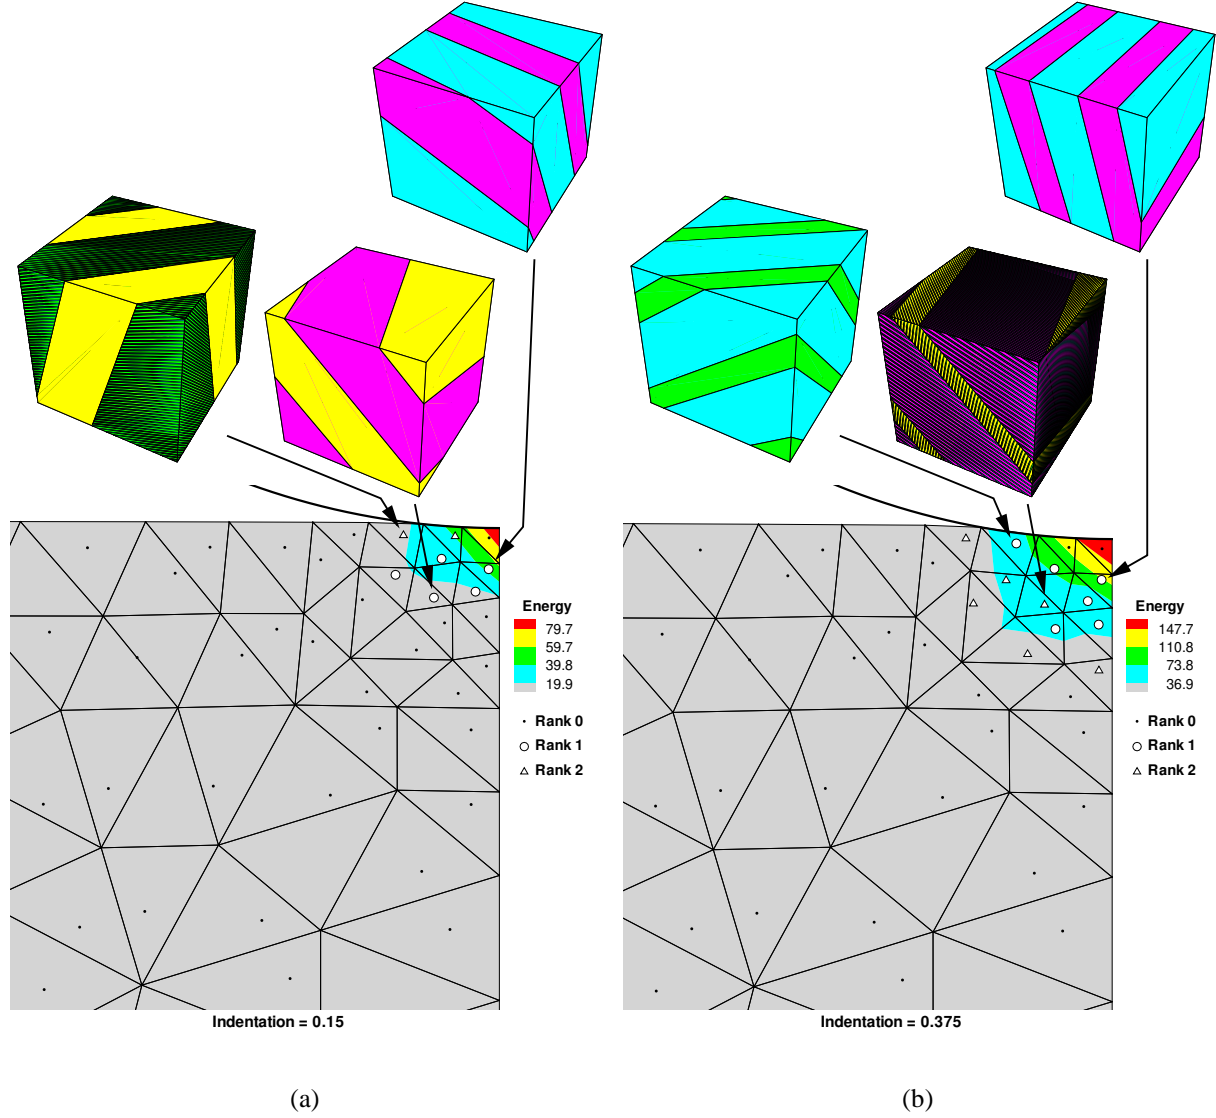 Energy
79.7
59.7
39.8
19.9
Rank 0
Rank 1
Rank 2
Indentation = 0.15
(a)
Energy
147.7
110.8
73.8
36.9
Rank 0
Rank 1
Rank 2
Indentation = 0.375
(b)